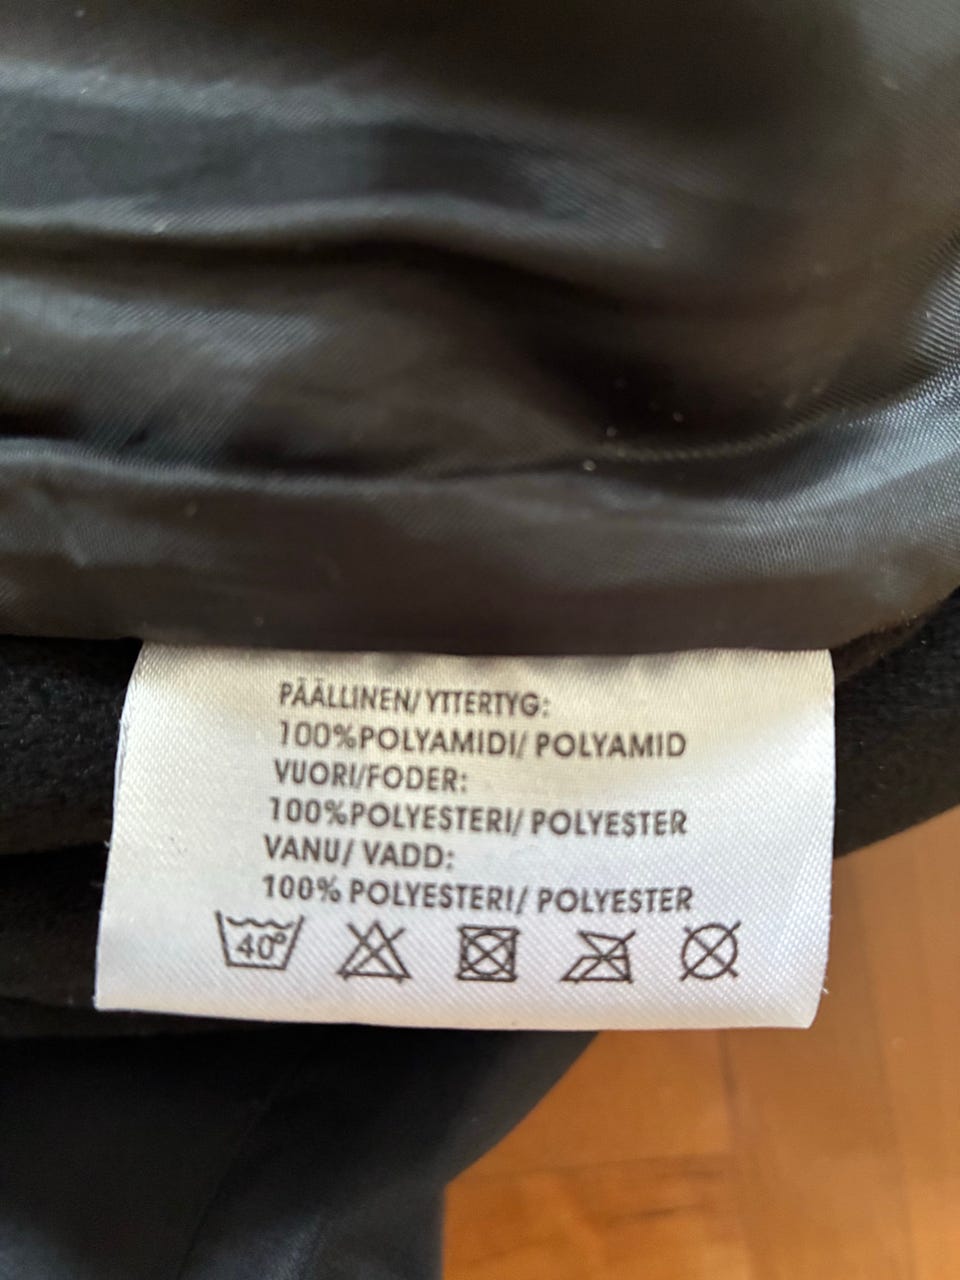 PÄÄLLINEN/ YTTERTYG:
100%POLYAMIDI/ POLYAMID
VUORI/FODER:
100%POLYESTERI/ POLYESTER
VANU/ VADD:
100% POLYESTERI/ POLYESTER
40°